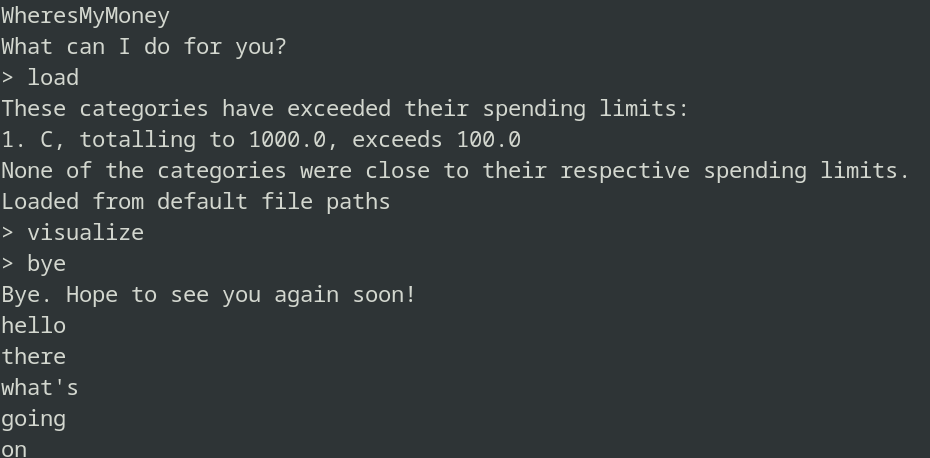 WheresMyMoney
What can I do for you?
> load
These categories have exceeded their spending limits:
1. C, totalling to 1000.0, exceeds 100.0
None of the categories were close to their respective spending limits.
Loaded from default file paths
> visualize
> bye
Bye. Hope to see you again soon!
hello
there
what's
going
on